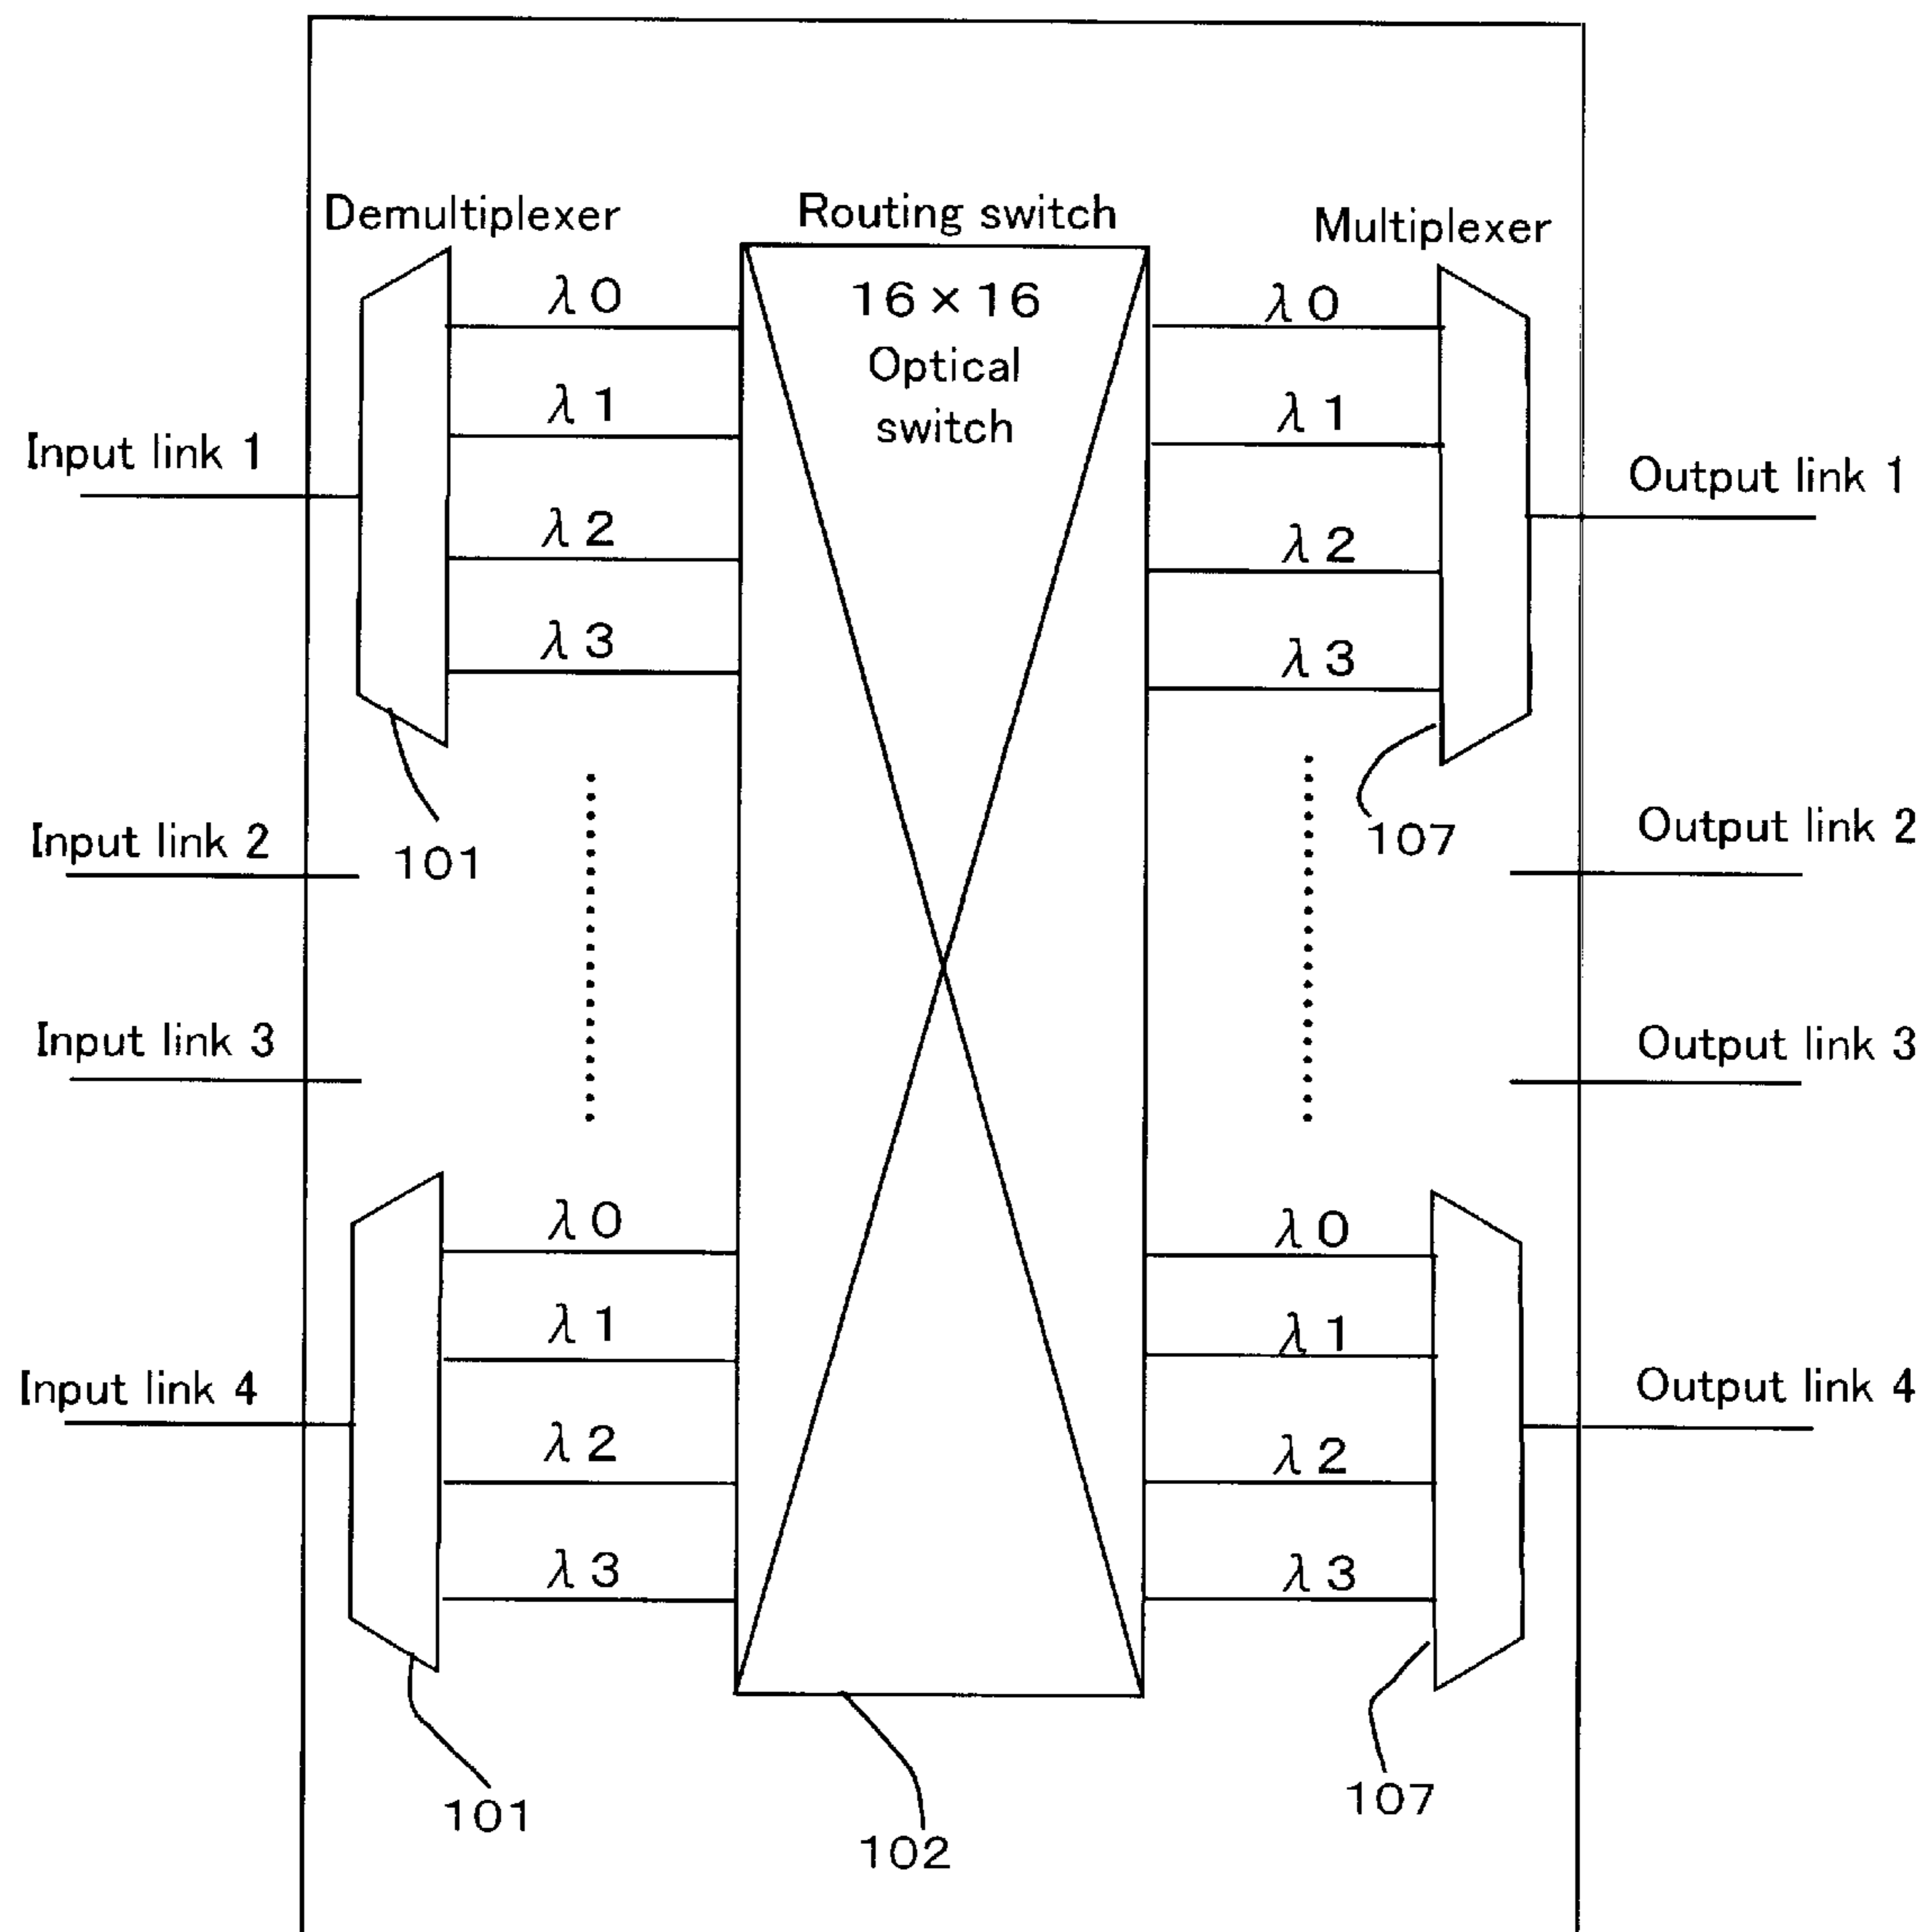 Demultiplexer
Routing switch
Multiplexer
16×16
Optical
switch
λ0
λ1
λ2
λ3
λ0
λ1
λ2
λ3
Input link 1
Output link 1
101
107
Input link 2
Output link 2
Input link 3
Output link 3
λ0
λ1
λ2
λ3
λ0
λ1
λ2
λ3
Input link 4
Output link 4
101
102
107